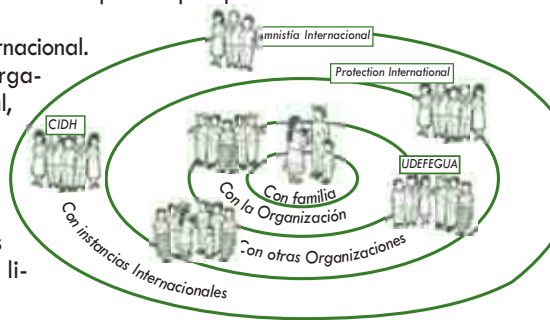 rnacional.
rga-
l,
s
li-
mnistía Internacional
Protection International
CIDH
UDEFEGUA
Con familia
Con la Organización
Con otras Organizaciones
Con instancias Internacionales